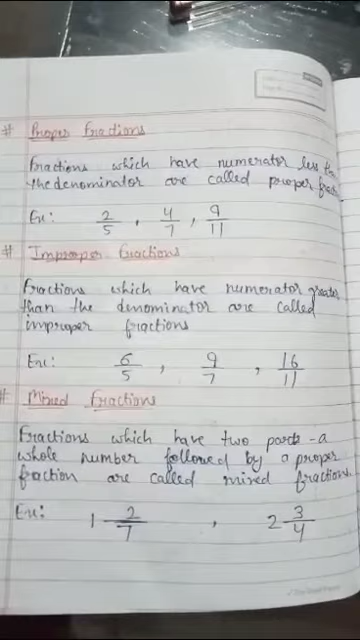 # Proper Fractions
Fractions which have numerator less than
the denominator are called proper fraction
Ex: 2/5 , 4/7 , 9/11
# Improper Fractions
Fractions which have numerator greater
than the denominator are called
improper fractions
Ex: 6/5 , 9/7 , 16/11
# Mixed Fractions
Fractions which have two parts - a
whole number followed by a proper
fraction are called mixed fractions.
Ex: 1 2/7 , 2 3/4